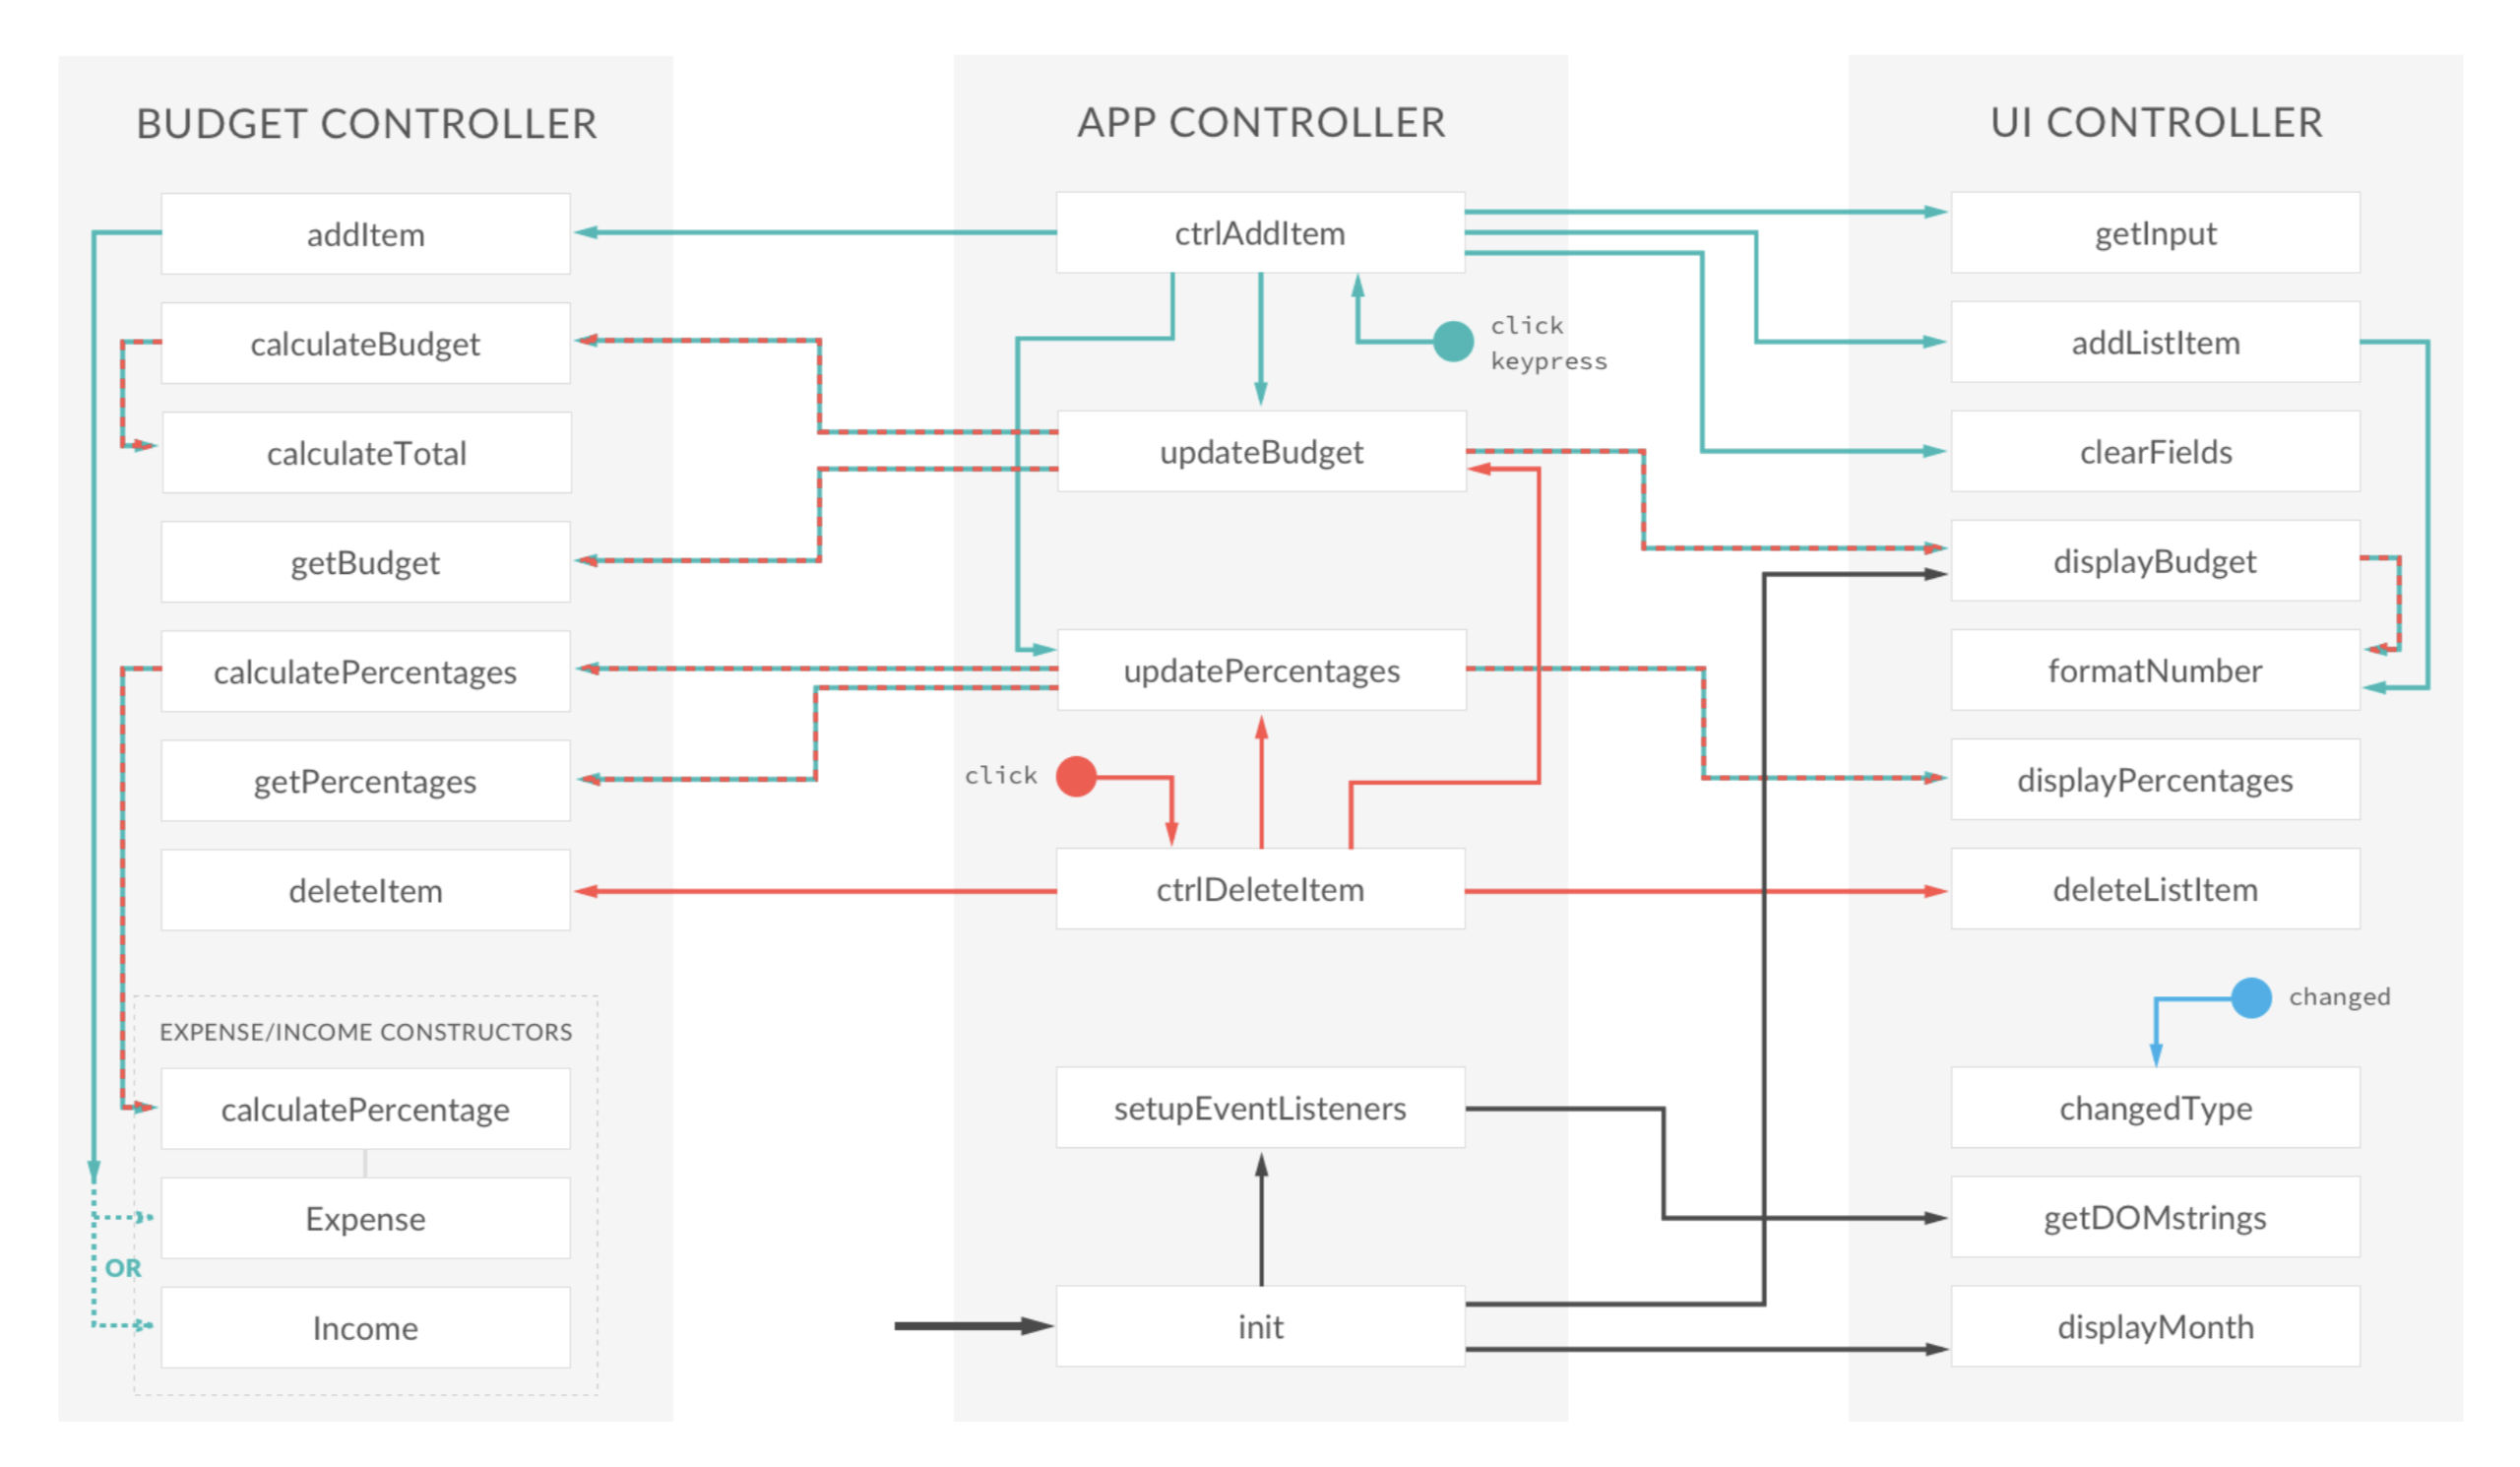 BUDGET CONTROLLER
addItem
calculateBudget
calculateTotal
getBudget
calculatePercentages
getPercentages
deleteItem
EXPENSE/INCOME CONSTRUCTORS
calculatePercentage
Expense
OR
Income
APP CONTROLLER
ctrlAddItem
click
keypress
updateBudget
updatePercentages
click
ctrlDeleteItem
setupEventListeners
init
UI CONTROLLER
getInput
addListItem
clearFields
displayBudget
formatNumber
displayPercentages
deleteListItem
changed
changedType
getDOMstrings
displayMonth